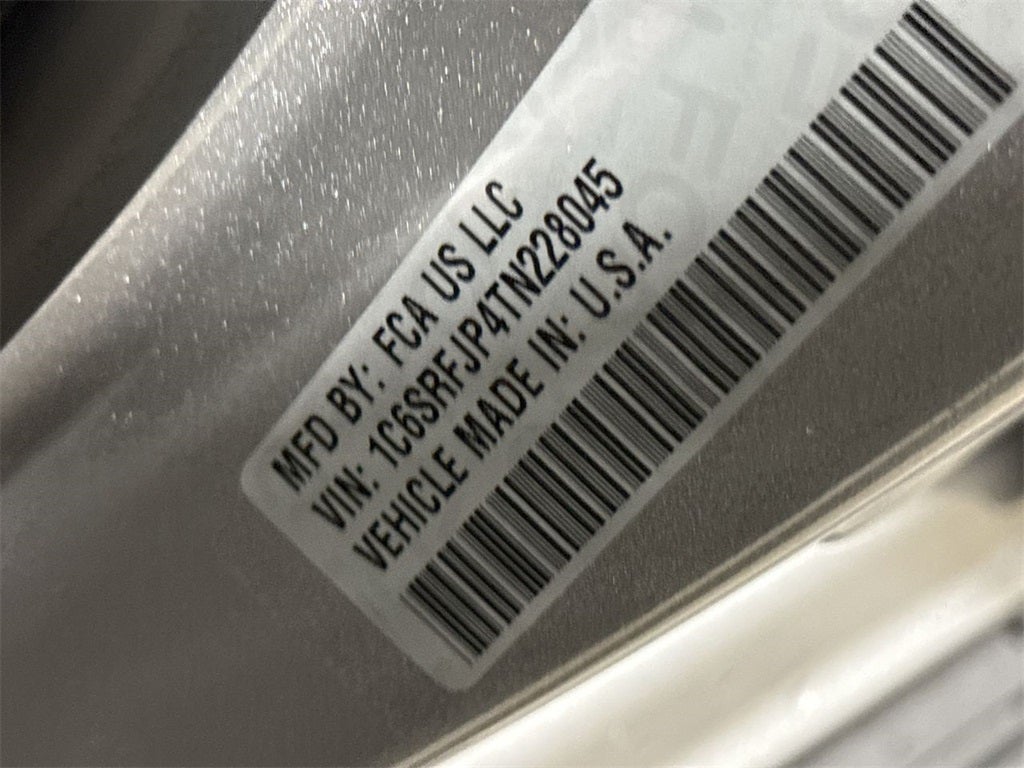 MFD BY: FCA US LLC
VIN: 1C6SRFJP4TN228045
VEHICLE MADE IN: U.S.A.